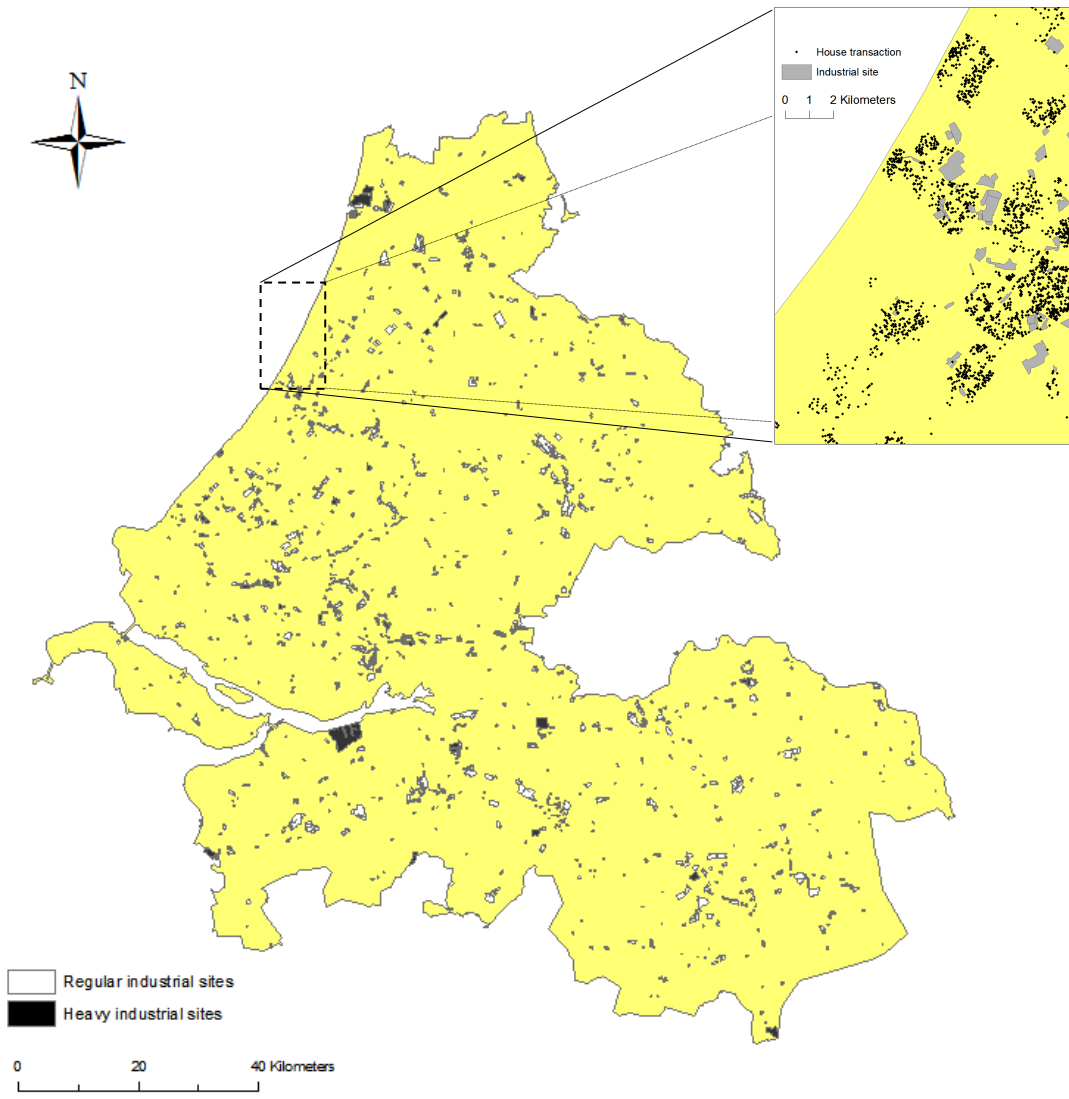 N
House transaction
Industrial site
0 1 2 Kilometers
Regular industrial sites
Heavy industrial sites
0 20 40 Kilometers